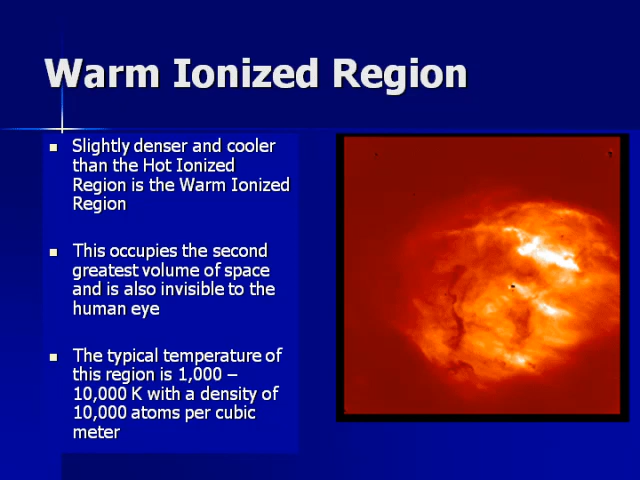 Warm Ionized Region
Slightly denser and cooler
than the Hot Ionized
Region is the Warm Ionized
Region
This occupies the second
greatest volume of space
and is also invisible to the
human eye
The typical temperature of
this region is 1,000 –
10,000 K with a density of
10,000 atoms per cubic
meter